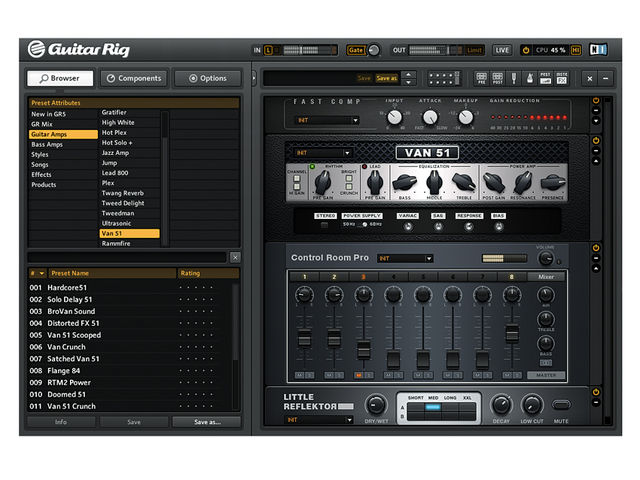 Guitar Rig
IN L
Gate
OUT
Limit
LIVE
CPU 45 % HI
Browser
Components
Options
Save Save as
PRE
POST
Preset Attributes
New in GR5
GR Mix
Guitar Amps
Bass Amps
Styles
Songs
Effects
Products
Gratifier
High White
Hot Plex
Hot Solo +
Jazz Amp
Jump
Lead 800
Plex
Twang Reverb
Tweed Delight
Tweedman
Ultrasonic
Van 51
Rammfire
# Preset Name Rating
001 Hardcore51
002 Solo Delay 51
003 BroVan Sound
004 Distorted FX 51
005 Van 51 Scooped
006 Van Crunch
007 Satched Van 51
008 Flange 84
009 RTM2 Power
010 Doomed 51
011 Van 51 Crunch
Info Save Save as...
FAST COMP
INPUT ATTACK MAKEUP GAIN REDUCTION
INIT
FAST SLOW
VAN 51
INIT
RHYTHM LEAD EQUALIZATION POWER AMP
CHANNEL
BRIGHT
HI GAIN
CRUNCH
PRE GAIN PRE GAIN BASS MIDDLE TREBLE POST GAIN RESONANCE PRESENCE
STEREO POWER SUPPLY VARIAC SAG RESPONSE BIAS
50 Hz 60Hz
Control Room Pro INIT VOLUME
1 2 3 4 5 6 7 8 Mixer
AIR
TREBLE
BASS
M S M S M S M S M S M S M S M S MASTER
LITTLE
REFLEKTOR
INIT
DRY/WET
SHORT MED LONG XXL
A
B
DECAY LOW CUT MUTE